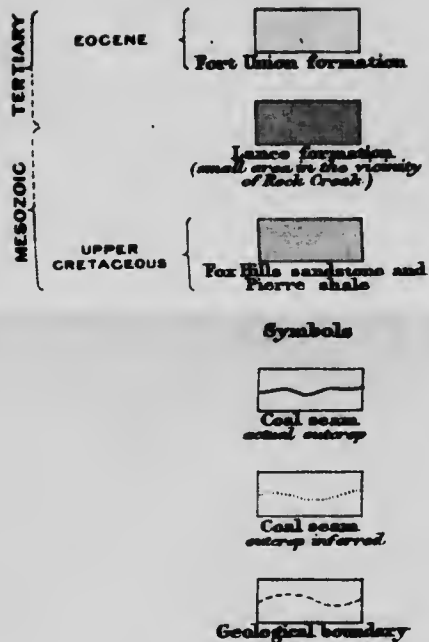 TERTIARY
EOCENE
Fort Union formation
Lance formation
(small area in the vicinity
of Rock Creek)
MESOZOIC
UPPER
CRETACEOUS
Fox Hills sandstone and
Pierre shale
Symbols
Coal seam
actual outcrop
Coal seam
outcrop inferred
Geological boundary